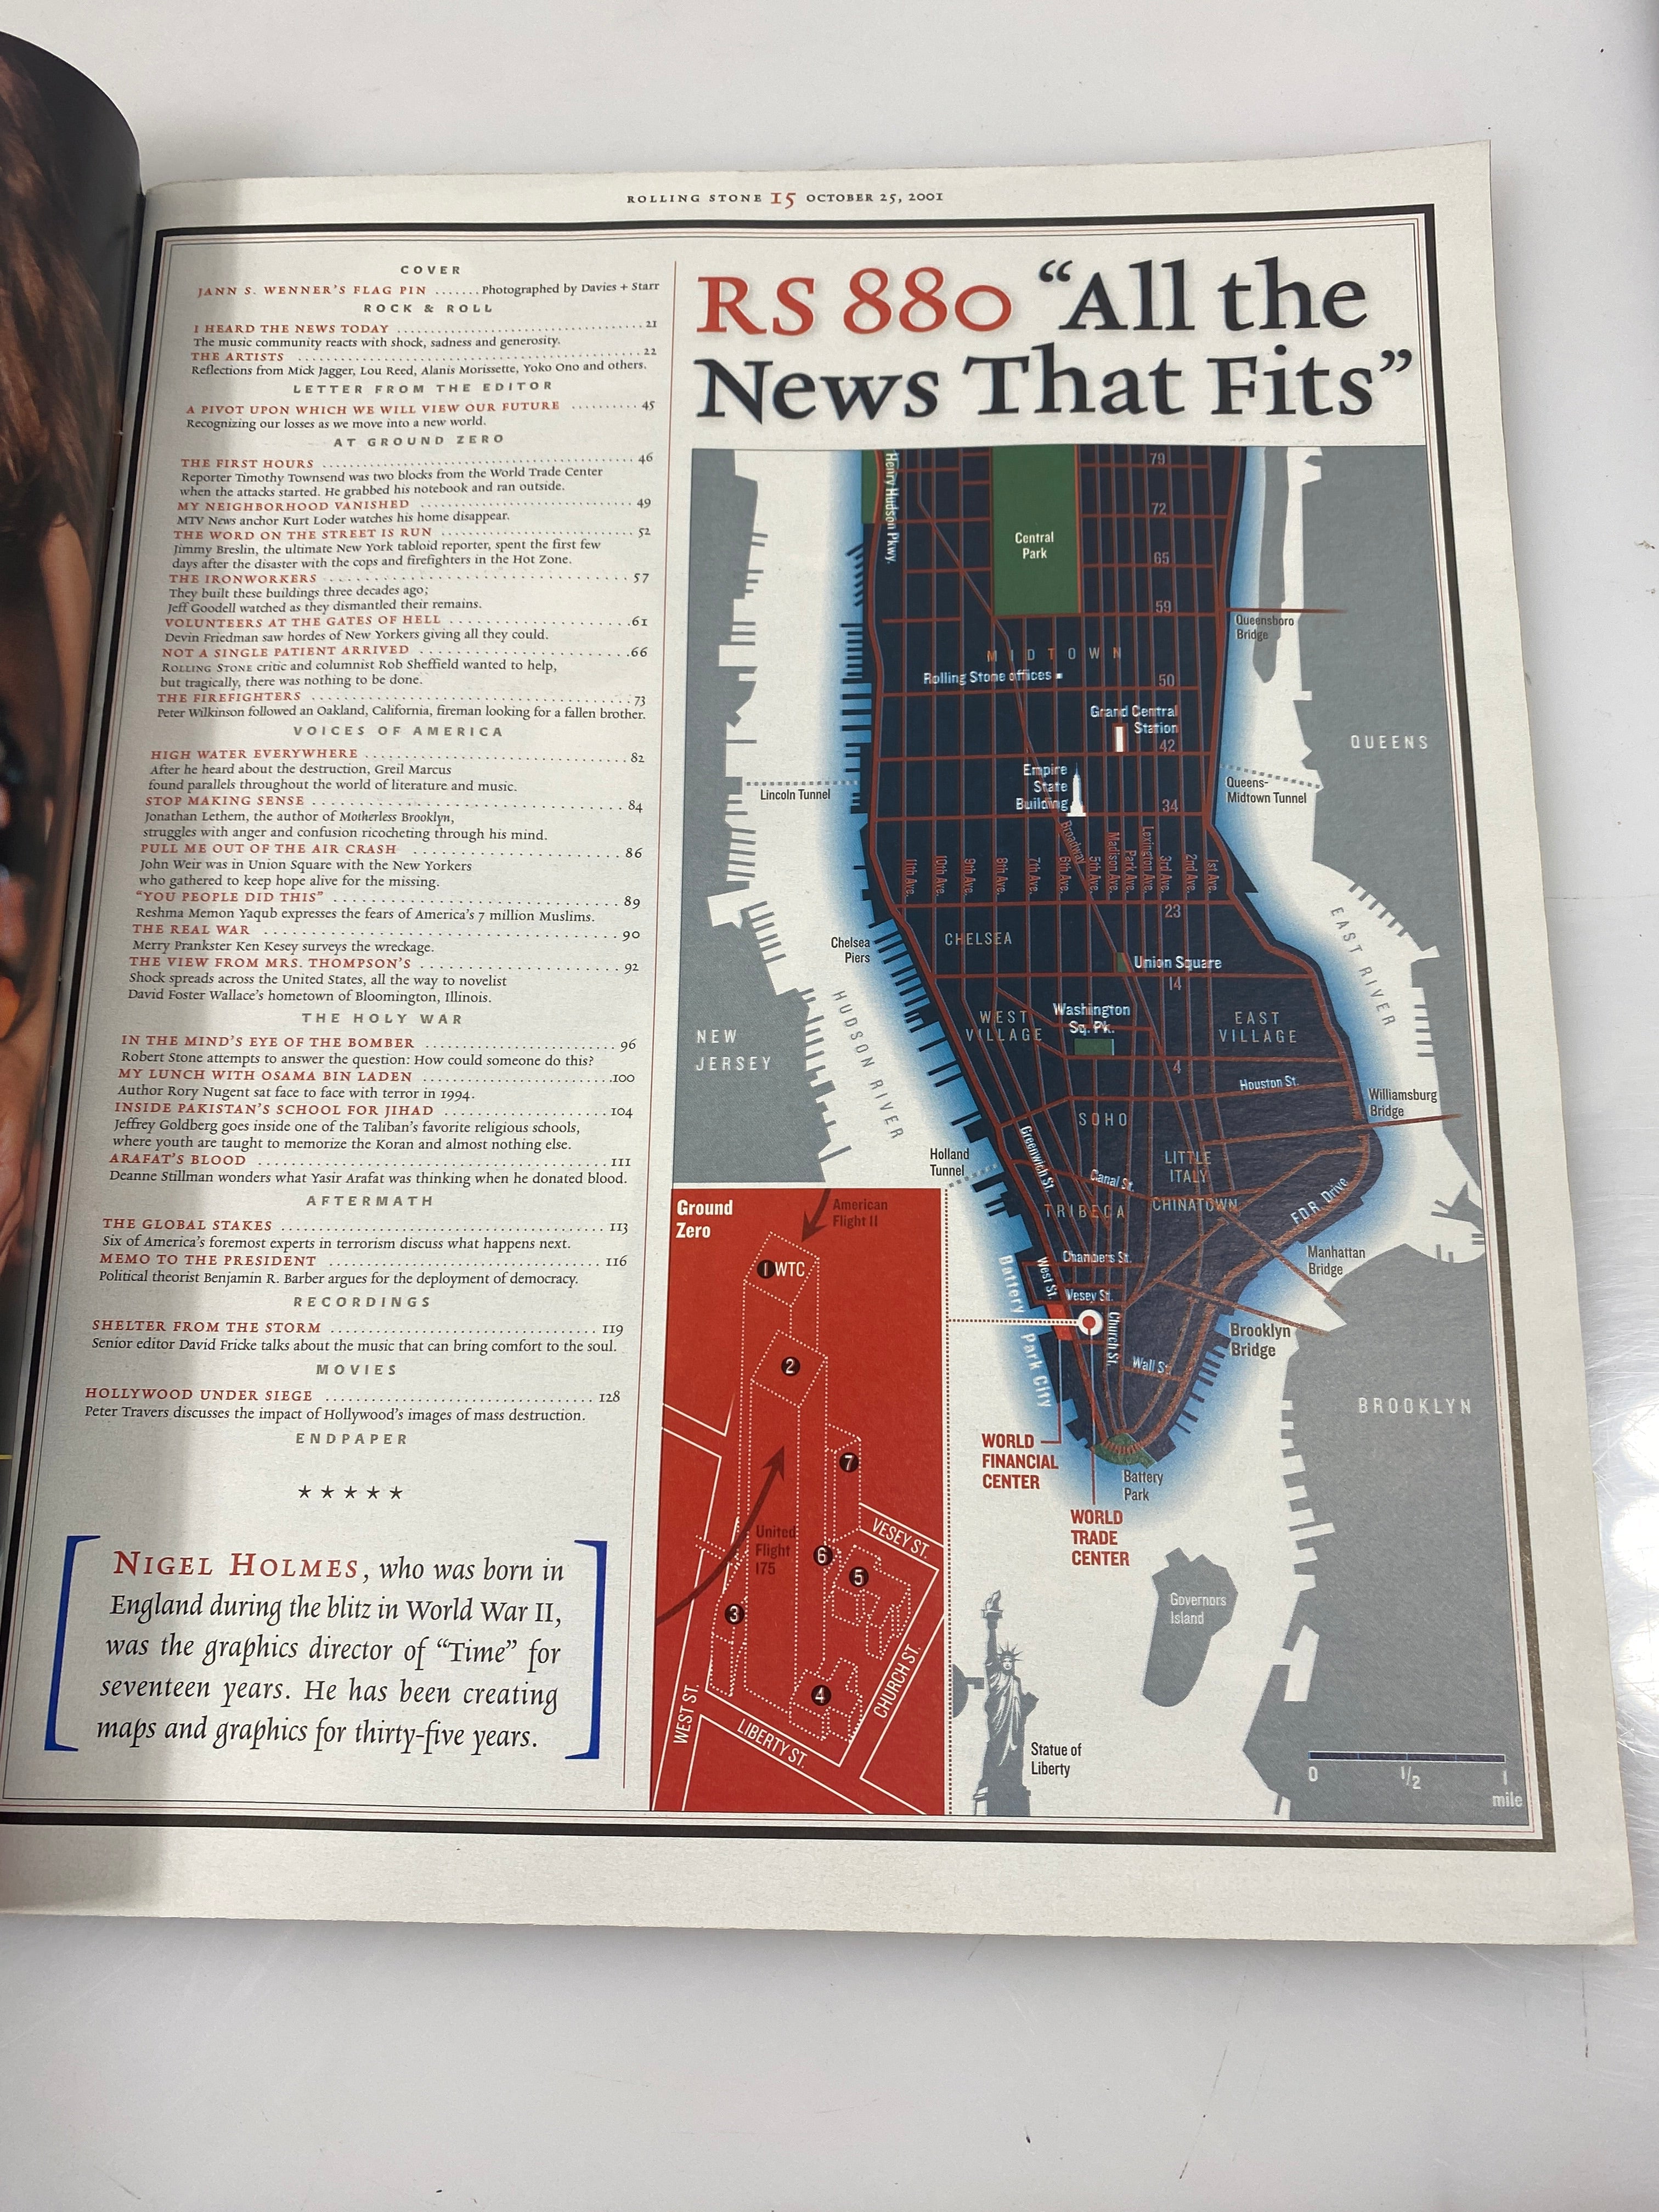 ROLLING STONE 15 OCTOBER 25, 2001
COVER
JANN S. WENNER'S FLAG PIN ....... Photographed by Davies + Starr
ROCK & ROLL
I HEARD THE NEWS TODAY ................................. 21
The music community reacts with shock, sadness and generosity.
THE ARTISTS ................................. 22
Reflections from Mick Jagger, Lou Reed, Alanis Morissette, Yoko Ono and others.
LETTER FROM THE EDITOR
A PIVOT UPON WHICH WE WILL VIEW OUR FUTURE .......... 45
Recognizing our losses as we move into a new world.
AT GROUND ZERO
THE FIRST HOURS ................................. 46
Reporter Timothy Townsend was two blocks from the World Trade Center
when the attacks started. He grabbed his notebook and ran outside.
MY NEIGHBORHOOD VANISHED ................................. 49
MTV News anchor Kurt Loder watches his home disappear.
THE WORD ON THE STREET IS RUN ................................. 52
Jimmy Breslin, the ultimate New York tabloid reporter, spent the first few
days after the disaster with the cops and firefighters in the Hot Zone.
THE IRONWORKERS ................................. 57
They built these buildings three decades ago;
Jeff Goodell watched as they dismantled their remains.
VOLUNTEERS AT THE GATES OF HELL ................................. 61
Devin Friedman saw hordes of New Yorkers giving all they could.
NOT A SINGLE PATIENT ARRIVED ................................. 66
ROLLING STONE critic and columnist Rob Sheffield wanted to help,
but tragically, there was nothing to be done.
THE FIREFIGHTERS ................................. 73
Peter Wilkinson followed an Oakland, California, fireman looking for a fallen brother.
VOICES OF AMERICA
HIGH WATER EVERYWHERE ................................. 82
After he heard about the destruction, Greil Marcus
found parallels throughout the world of literature and music.
STOP MAKING SENSE ................................. 84
Jonathan Lethem, the author of Motherless Brooklyn,
struggles with anger and confusion ricocheting through his mind.
PULL ME OUT OF THE AIR CRASH ................................. 86
John Weir was in Union Square with the New Yorkers
who gathered to keep hope alive for the missing.
"YOU PEOPLE DID THIS" ................................. 89
Reshma Memon Yaqub expresses the fears of America's 7 million Muslims.
THE REAL WAR ................................. 90
Merry Prankster Ken Kesey surveys the wreckage.
THE VIEW FROM MRS. THOMPSON'S ................................. 92
Shock spreads across the United States, all the way to novelist
David Foster Wallace's hometown of Bloomington, Illinois.
THE HOLY WAR
IN THE MIND'S EYE OF THE BOMBER ................................. 96
Robert Stone attempts to answer the question: How could someone do this?
MY LUNCH WITH OSAMA BIN LADEN ................................. 100
Author Rory Nugent sat face to face with terror in 1994.
INSIDE PAKISTAN'S SCHOOL FOR JIHAD ................................. 104
Jeffrey Goldberg goes inside one of the Taliban's favorite religious schools,
where youth are taught to memorize the Koran and almost nothing else.
ARAFAT'S BLOOD ................................. 111
Deanne Stillman wonders what Yasir Arafat was thinking when he donated blood.
AFTERMATH
THE GLOBAL STAKES ................................. 113
Six of America's foremost experts in terrorism discuss what happens next.
MEMO TO THE PRESIDENT ................................. 116
Political theorist Benjamin R. Barber argues for the deployment of democracy.
RECORDINGS
SHELTER FROM THE STORM ................................. 119
Senior editor David Fricke talks about the music that can bring comfort to the soul.
MOVIES
HOLLYWOOD UNDER SIEGE ................................. 128
Peter Travers discusses the impact of Hollywood's images of mass destruction.
ENDPAPER
★ ★ ★ ★ ★
NIGEL HOLMES, who was born in
England during the blitz in World War II,
was the graphics director of "Time" for
seventeen years. He has been creating
maps and graphics for thirty-five years.
RS 880 "All the
News That Fits"
Henry Hudson Pkwy.
79
72
Central
Park
65
59
Queensboro
Bridge
MIDTOWN
Rolling Stone offices
50
Grand Central
Station
42
QUEENS
Empire
State
Building
Lincoln Tunnel
Queens-
Midtown Tunnel
34
11th Ave.
10th Ave.
9th Ave.
8th Ave.
7th Ave.
6th Ave.
Broadway
5th Ave.
Madison Ave.
Park Ave.
Lexington Ave.
3rd Ave.
2nd Ave.
1st Ave.
23
EAST RIVER
Chelsea
Piers
CHELSEA
Union Square
14
HUDSON RIVER
NEW
JERSEY
WEST
VILLAGE
Washington
Sq. Pk.
EAST
VILLAGE
4
Houston St.
Williamsburg
Bridge
SOHO
Holland
Tunnel
Greenwich St.
Canal St.
LITTLE
ITALY
CHINATOWN
TRIBECA
F.D.R. Drive
Chambers St.
Manhattan
Bridge
Battery Park City
West St.
Vesey St.
Church St.
Brooklyn
Bridge
Wall St.
BROOKLYN
WORLD
FINANCIAL
CENTER
Battery
Park
WORLD
TRADE
CENTER
Governors
Island
Statue of
Liberty
0 1/2 1
mile
Ground
Zero
American
Flight 11
1 WTC
2
7
United
Flight
175
VESEY ST.
6
5
3
4
CHURCH ST.
WEST ST.
LIBERTY ST.